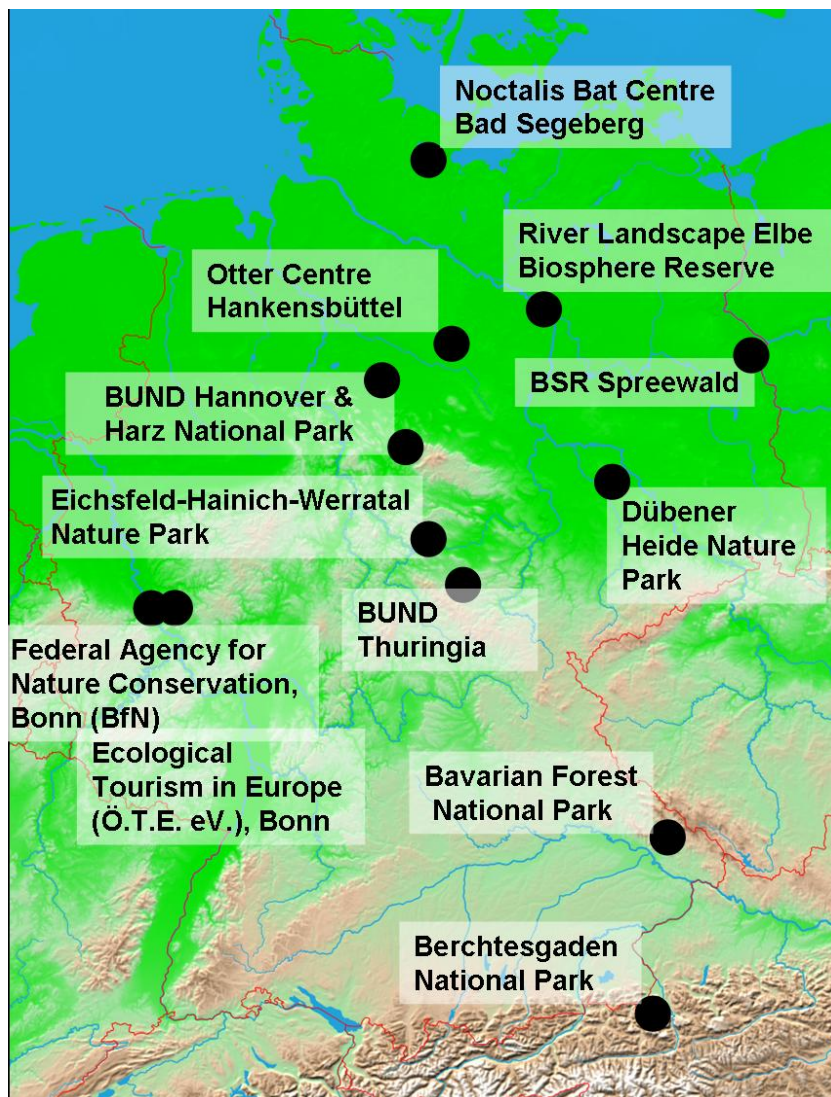 Noctalis Bat Centre
Bad Segeberg
River Landscape Elbe
Biosphere Reserve
Otter Centre
Hankensbüttel
BSR Spreewald
BUND Hannover &
Harz National Park
Eichsfeld-Hainich-Werratal
Nature Park
Dübener
Heide Nature
Park
BUND
Thuringia
Federal Agency for
Nature Conservation,
Bonn (BfN)
Ecological
Tourism in Europe
(Ö.T.E. eV.), Bonn
Bavarian Forest
National Park
Berchtesgaden
National Park